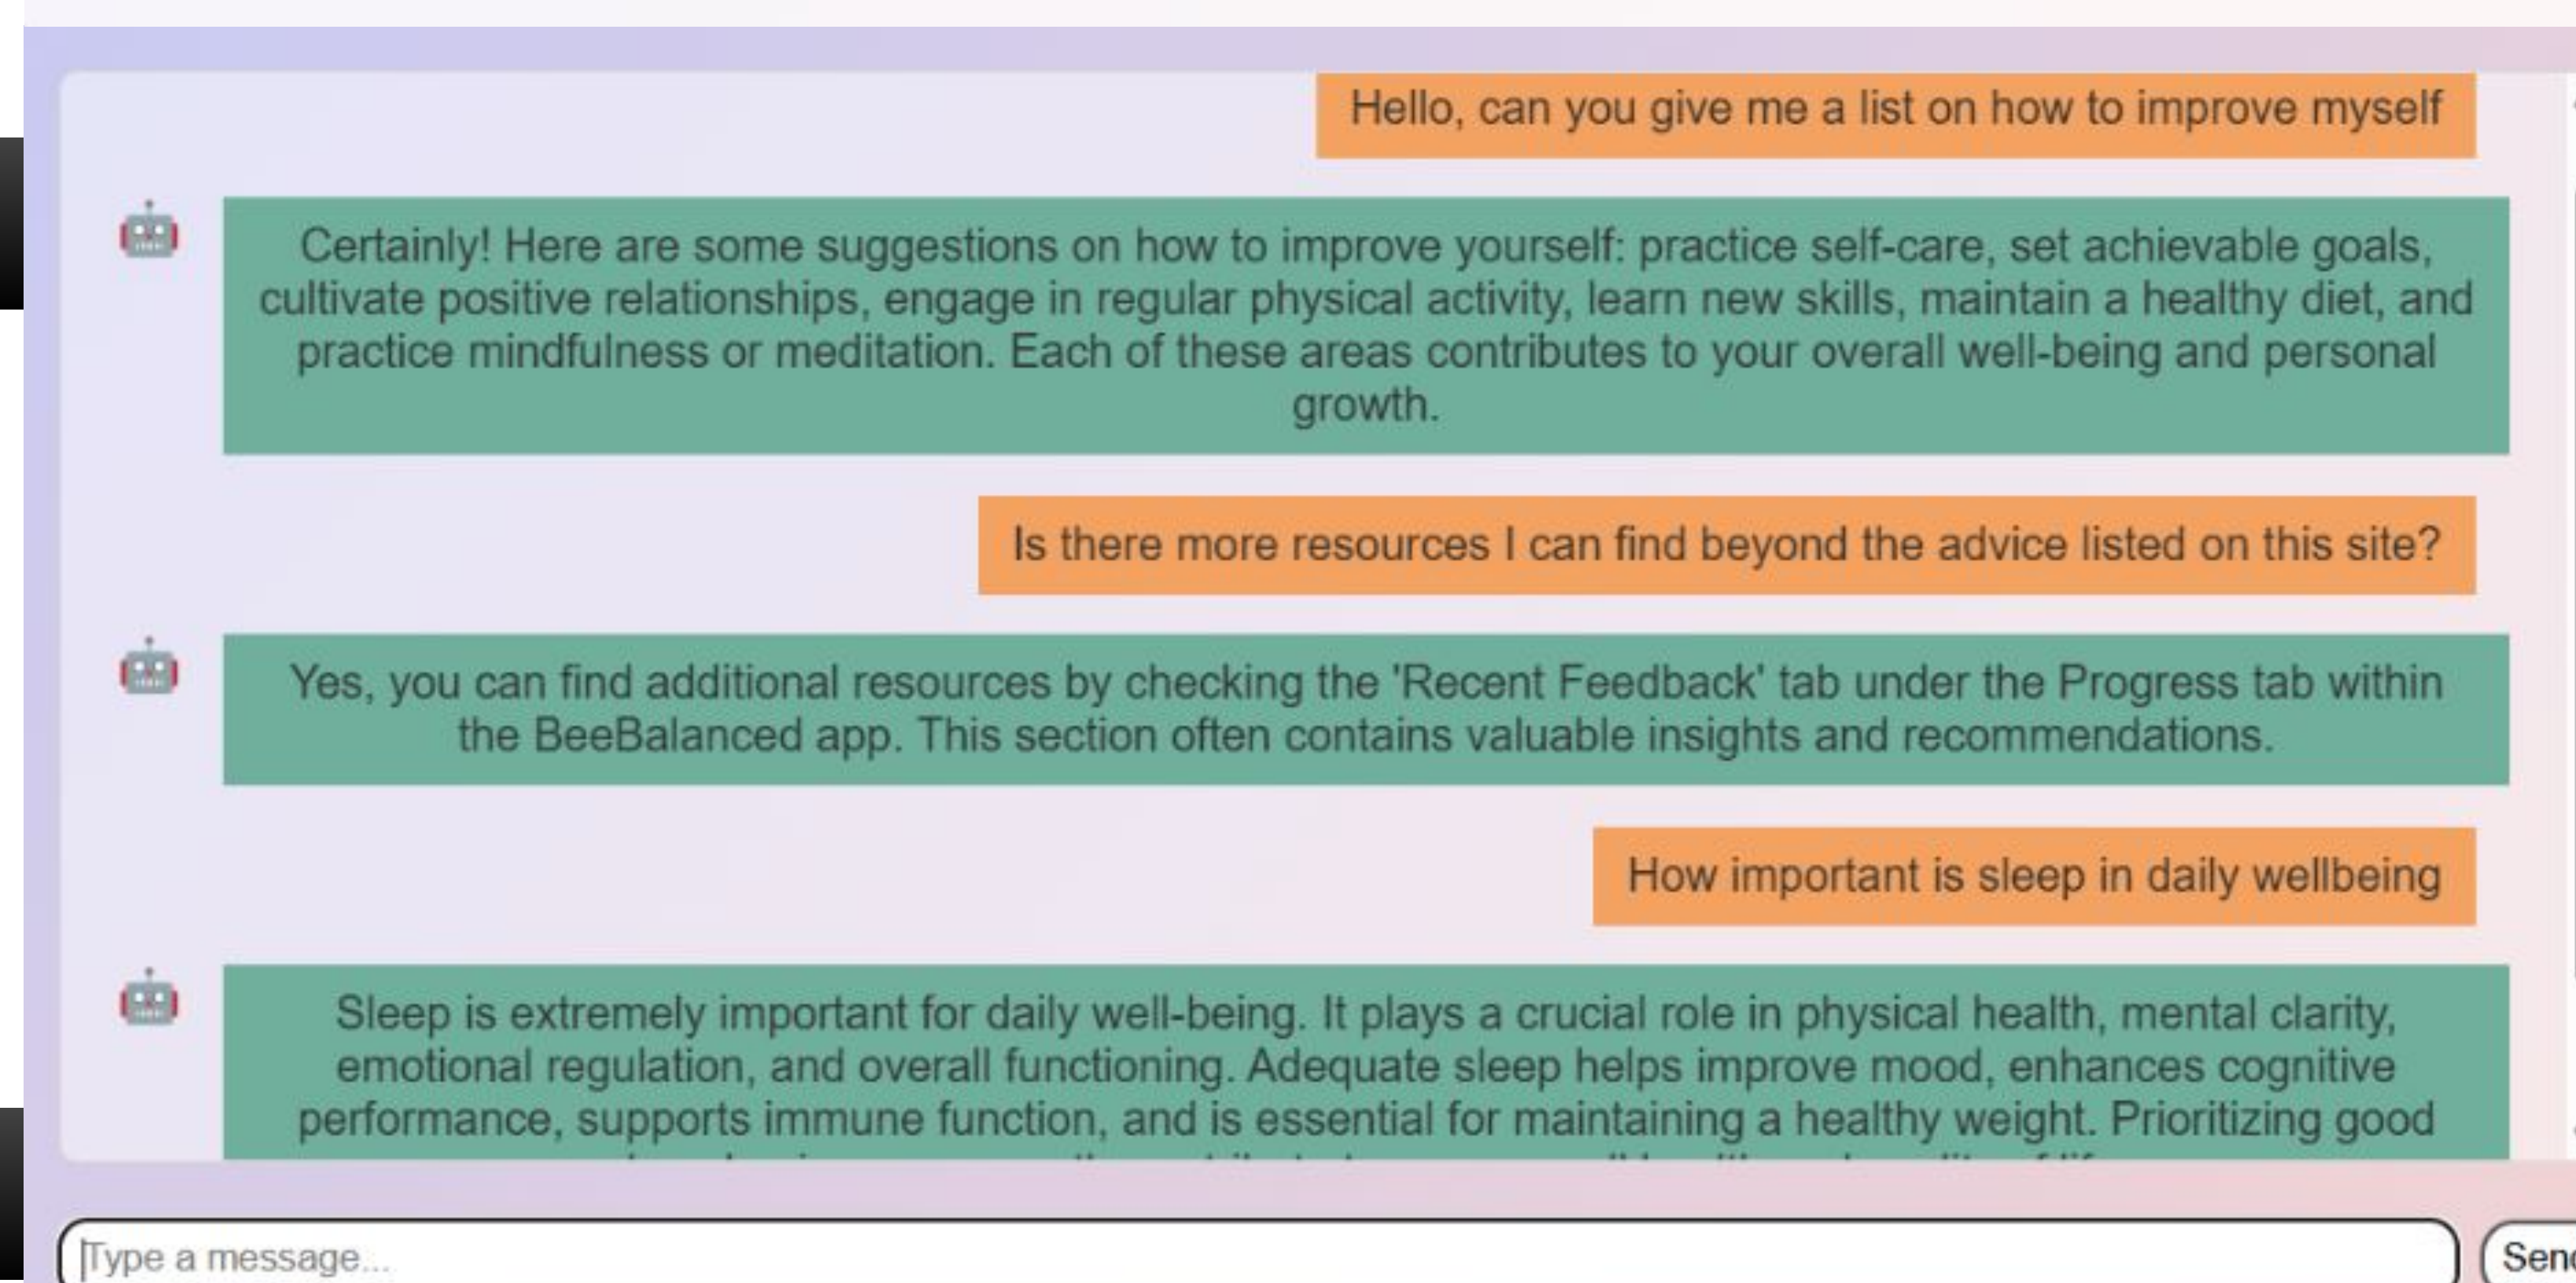 Hello, can you give me a list on how to improve myself
Certainly! Here are some suggestions on how to improve yourself: practice self-care, set achievable goals,
cultivate positive relationships, engage in regular physical activity, learn new skills, maintain a healthy diet, and
practice mindfulness or meditation. Each of these areas contributes to your overall well-being and personal
growth.
Is there more resources I can find beyond the advice listed on this site?
Yes, you can find additional resources by checking the 'Recent Feedback' tab under the Progress tab within
the BeeBalanced app. This section often contains valuable insights and recommendations.
How important is sleep in daily wellbeing
Sleep is extremely important for daily well-being. It plays a crucial role in physical health, mental clarity,
emotional regulation, and overall functioning. Adequate sleep helps improve mood, enhances cognitive
performance, supports immune function, and is essential for maintaining a healthy weight. Prioritizing good
Type a message...